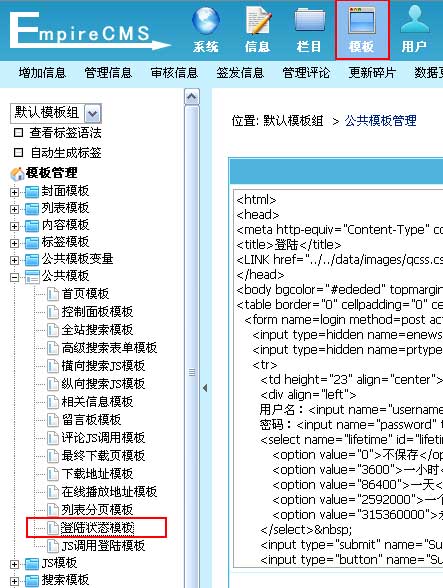 EmpireCMS
系统 信息 栏目 模板 用户
增加信息 管理信息 审核信息 签发信息 管理评论 更新碎片 数据更
默认模板组
查看标签语法
自动生成标签
模板管理
封面模板
列表模板
内容模板
标签模板
公共模板变量
公共模板
首页模板
控制面板模板
全站搜索模板
高级搜索表单模板
横向搜索JS模板
纵向搜索JS模板
相关信息模板
留言板模板
评论JS调用模板
最终下载页模板
下载地址模板
在线播放地址模板
列表分页模板
登陆状态模板
JS调用登陆模板
JS模板
搜索模板
位置: 默认模板组 > 公共模板管理
<html>
<head>
<meta http-equiv="Content-Type" co
<title>登陆</title>
<LINK href="../../data/images/qcss.cs
</head>
<body bgcolor="#ededed" topmargin
<table border="0" cellpadding="0" ce
<form name=login method=post act
<input type=hidden name=enews
<input type=hidden name=prtype
<tr>
<td height="23" align="center">
<div align="left">
用户名：<input name="username
密码：<input name="password" t
<select name="lifetime" id="lifetim
<option value="0">不保存</op
<option value="3600">一小时<
<option value="86400">一天<
<option value="2592000">一个
<option value="315360000">永
</select>&nbsp;
<input type="submit" name="Sub
<input type="button" name="Su